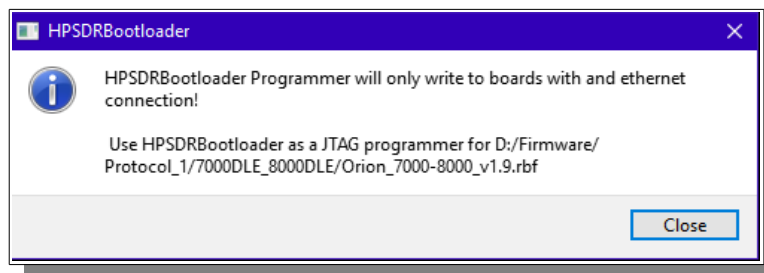 HPSDRBootloader
HPSDRBootloader Programmer will only write to boards with and ethernet
connection!
Use HPSDRBootloader as a JTAG programmer for D:/Firmware/
Protocol_1/7000DLE_8000DLE/Orion_7000-8000_v1.9.rbf
Close